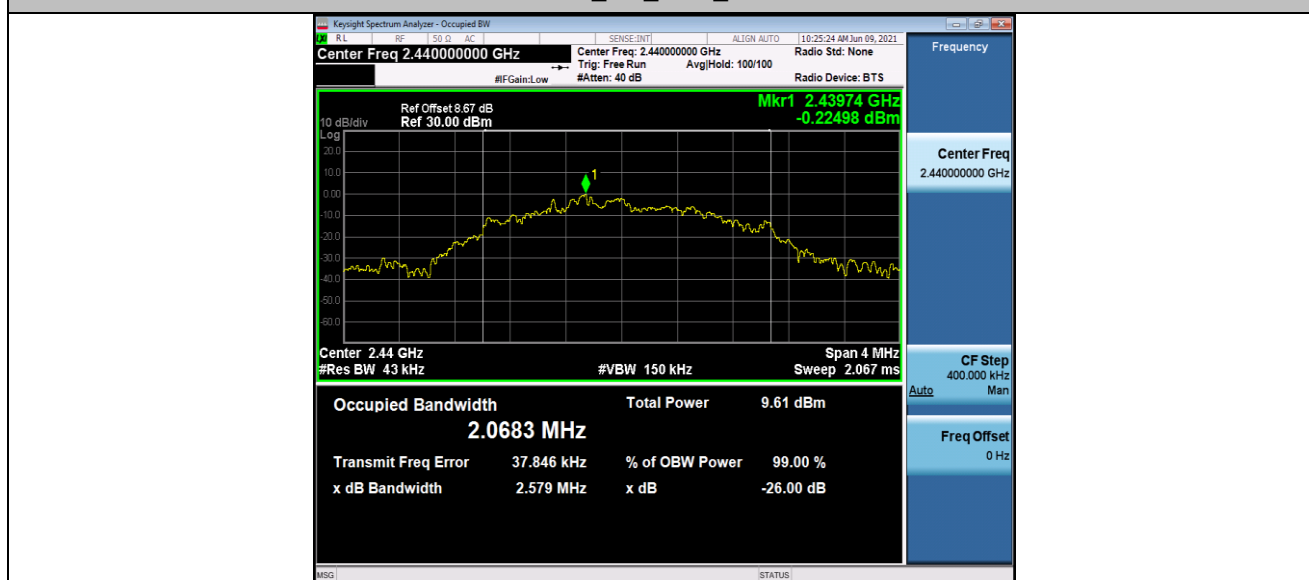 Keysight Spectrum Analyzer - Occupied BW
RL RF 50 Ω AC SENSE:INT ALIGN AUTO 10:25:24 AM Jun 09, 2021
Center Freq 2.440000000 GHz
#IFGain:Low
Center Freq: 2.440000000 GHz
Trig: Free Run Avg|Hold: 100/100
#Atten: 40 dB
Radio Std: None
Radio Device: BTS
Frequency
Ref Offset 8.67 dB
10 dB/div Ref 30.00 dBm
Mkr1 2.43974 GHz
-0.22498 dBm
Log
20.0
10.0
0.00
-10.0
-20.0
-30.0
-40.0
-50.0
-60.0
1
Center 2.44 GHz Span 4 MHz
#Res BW 43 kHz #VBW 150 kHz Sweep 2.067 ms
Occupied Bandwidth Total Power 9.61 dBm
2.0683 MHz
Transmit Freq Error 37.846 kHz % of OBW Power 99.00 %
x dB Bandwidth 2.579 MHz x dB -26.00 dB
Center Freq
2.440000000 GHz
CF Step
400.000 kHz
Auto Man
Freq Offset
0 Hz
MSG STATUS